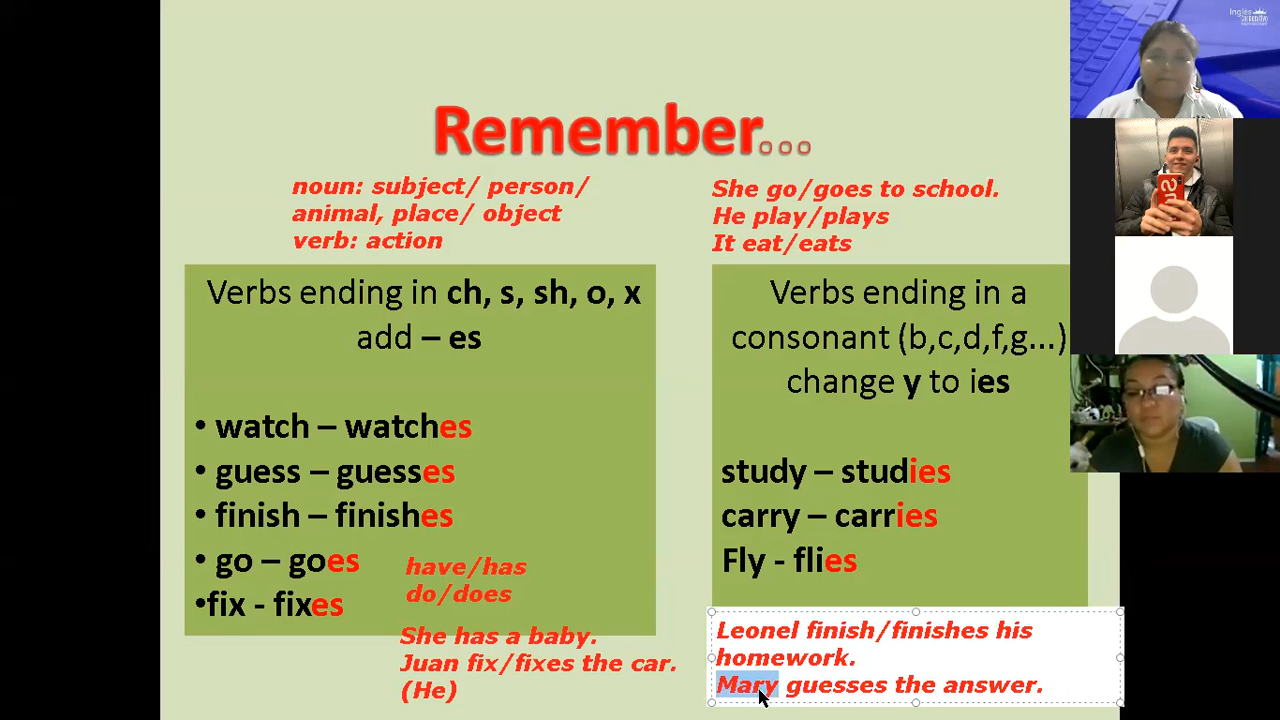 Remember...
noun: subject/ person/
animal, place/ object
verb: action
She go/goes to school.
He play/plays
It eat/eats
Verbs ending in ch, s, sh, o, x
add – es
• watch – watches
• guess – guesses
• finish – finishes
• go – goes
•fix - fixes
have/has
do/does
She has a baby.
Juan fix/fixes the car.
(He)
Verbs ending in a
consonant (b,c,d,f,g...)
change y to ies
study – studies
carry – carries
Fly - flies
Leonel finish/finishes his
homework.
Mary guesses the answer.
Inglés